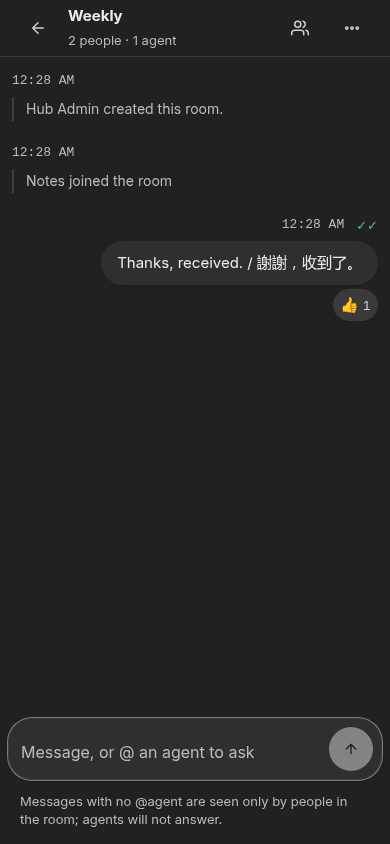 Weekly
2 people · 1 agent
12:28 AM
Hub Admin created this room.
12:28 AM
Notes joined the room
12:28 AM ✓✓
Thanks, received. / 謝謝，收到了。
👍 1
Message, or @ an agent to ask
Messages with no @agent are seen only by people in
the room; agents will not answer.